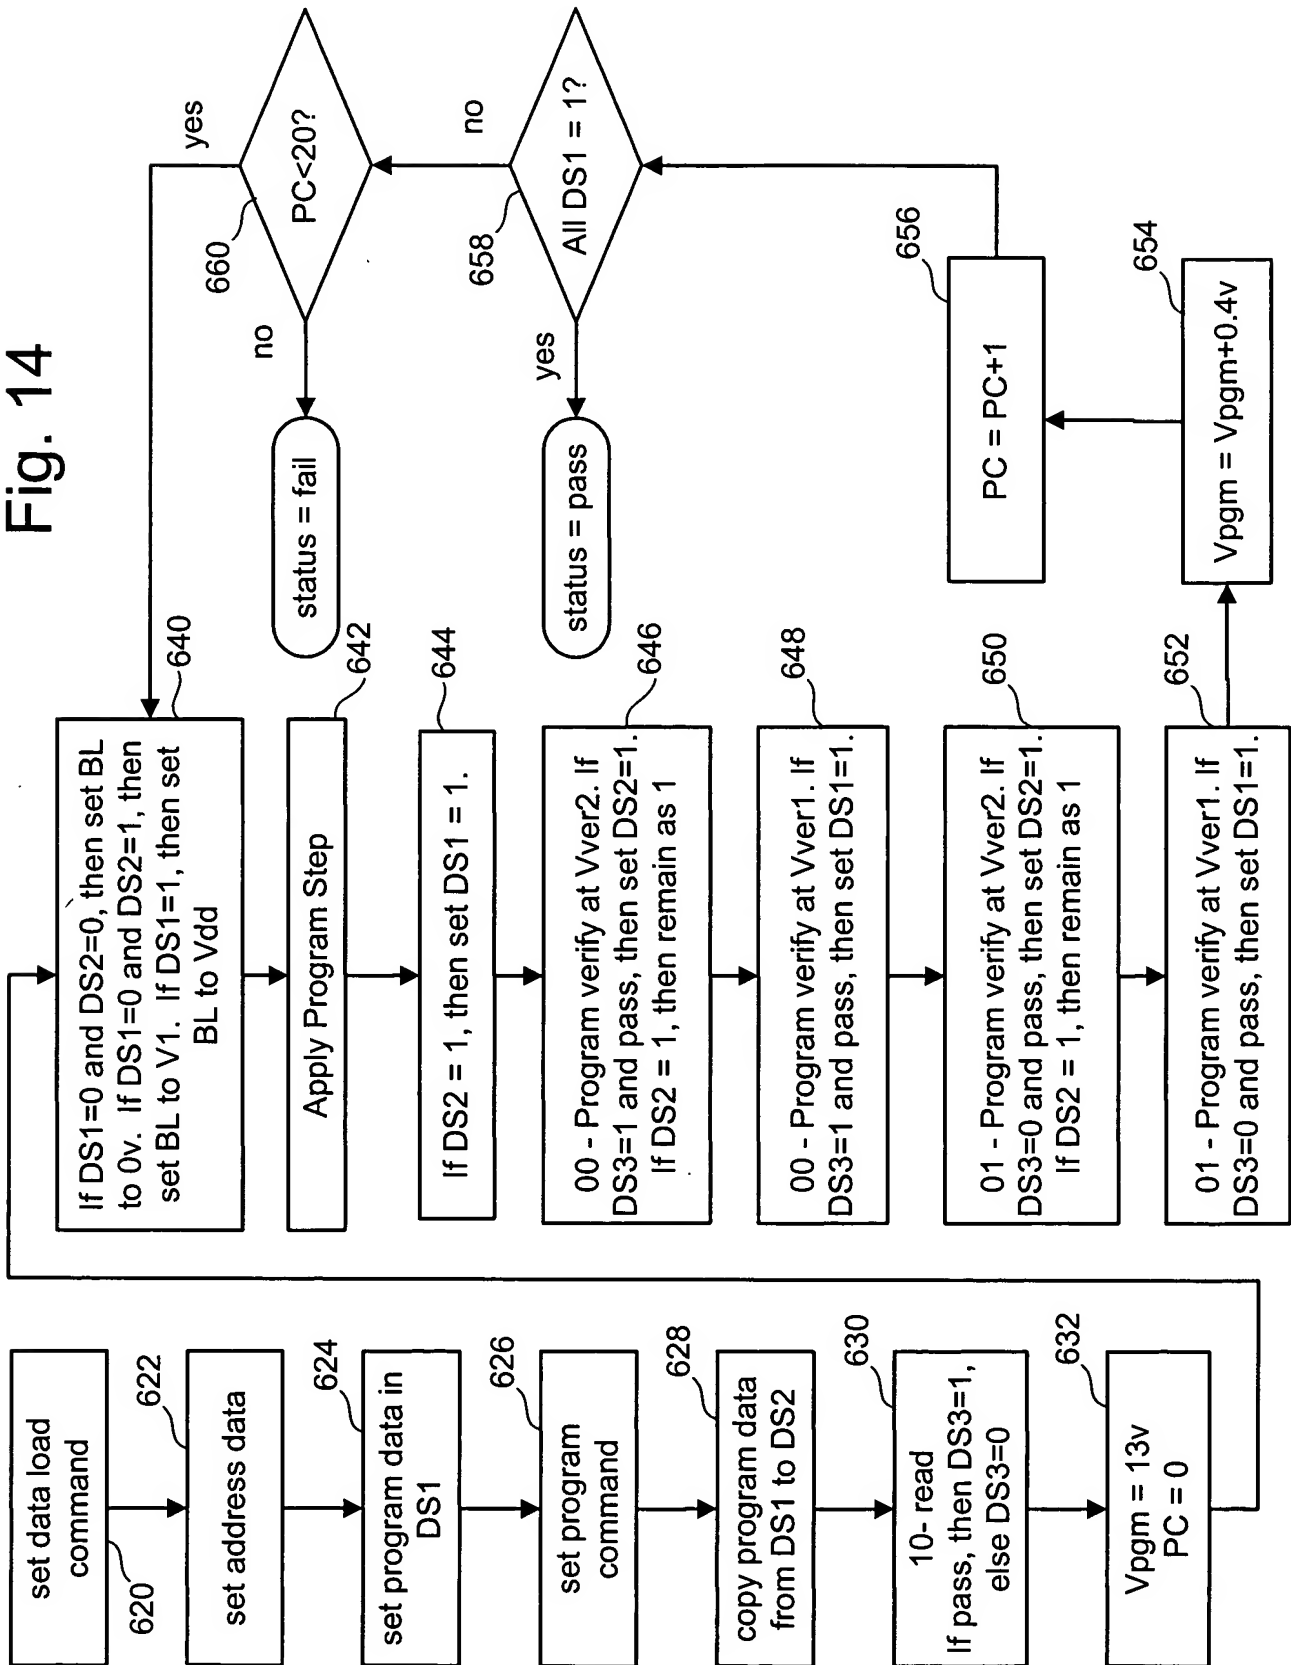 Fig. 14
set data load
command
620
set address data
622
set program data in
DS1
624
set program
command
626
copy program data
from DS1 to DS2
628
10- read
If pass, then DS3=1,
else DS3=0
630
Vpgm = 13v
PC = 0
632
If DS1=0 and DS2=0, then set BL
to 0v. If DS1=0 and DS2=1, then
set BL to V1. If DS1=1, then set
BL to Vdd
640
Apply Program Step
642
If DS2 = 1, then set DS1 = 1.
644
00 - Program verify at Vver2. If
DS3=1 and pass, then set DS2=1.
If DS2 = 1, then remain as 1
646
00 - Program verify at Vver1. If
DS3=1 and pass, then set DS1=1.
648
01 - Program verify at Vver2. If
DS3=0 and pass, then set DS2=1.
If DS2 = 1, then remain as 1
650
01 - Program verify at Vver1. If
DS3=0 and pass, then set DS1=1.
652
Vpgm = Vpgm+0.4v
654
PC = PC+1
656
All DS1 = 1?
658
yes
status = pass
no
PC<20?
660
no
status = fail
yes